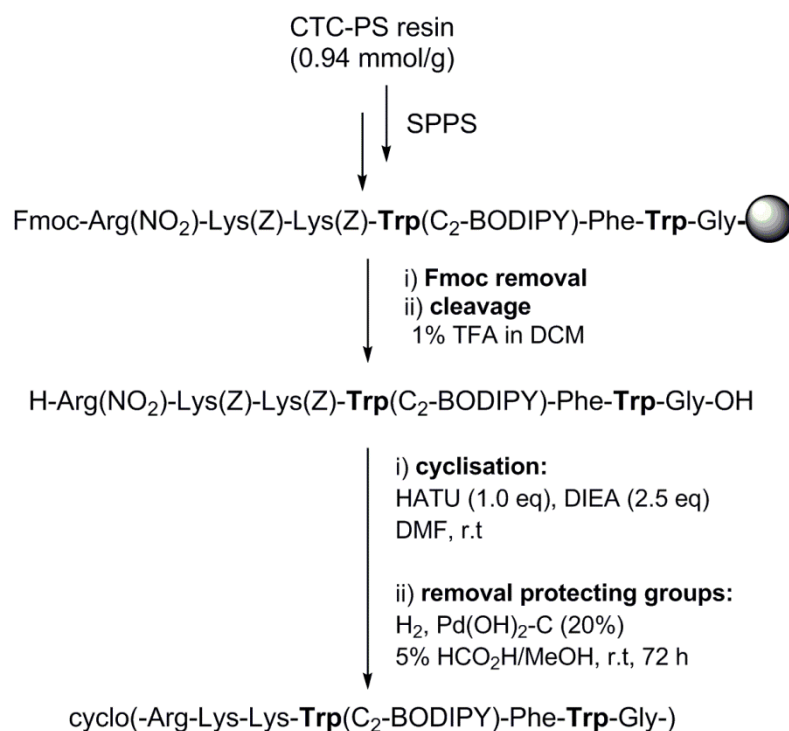 CTC-PS resin
(0.94 mmol/g)
SPPS
Fmoc-Arg(NO₂)-Lys(Z)-Lys(Z)-Trp(C₂-BODIPY)-Phe-Trp-Gly-
i) Fmoc removal
ii) cleavage
1% TFA in DCM
H-Arg(NO₂)-Lys(Z)-Lys(Z)-Trp(C₂-BODIPY)-Phe-Trp-Gly-OH
i) cyclisation:
HATU (1.0 eq), DIEA (2.5 eq)
DMF, r.t
ii) removal protecting groups:
H₂, Pd(OH)₂-C (20%)
5% HCO₂H/MeOH, r.t, 72 h
cyclo(-Arg-Lys-Lys-Trp(C₂-BODIPY)-Phe-Trp-Gly-)